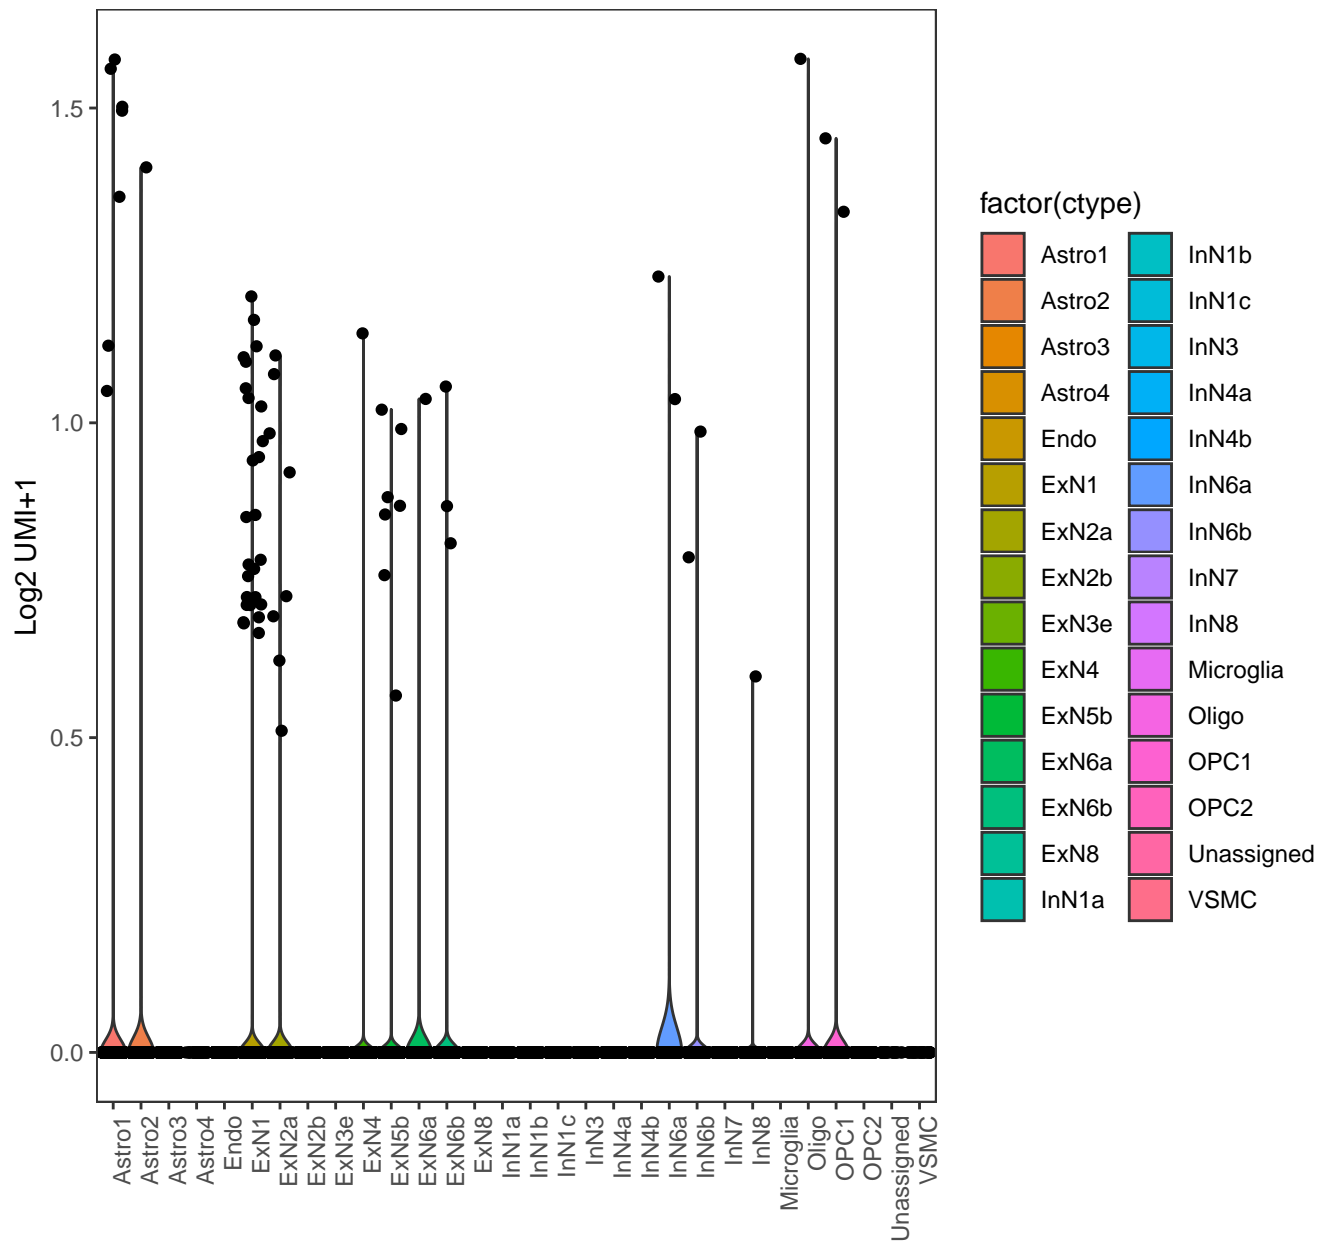 Log2 UMI+1
1.5
1.0
0.5
0.0
Astro1
Astro2
Astro3
Astro4
Endo
ExN1
ExN2a
ExN2b
ExN3e
ExN4
ExN5b
ExN6a
ExN6b
ExN8
InN1a
InN1b
InN1c
InN3
InN4a
InN4b
InN6a
InN6b
InN7
InN8
Microglia
Oligo
OPC1
OPC2
Unassigned
VSMC
factor(ctype)
Astro1
Astro2
Astro3
Astro4
Endo
ExN1
ExN2a
ExN2b
ExN3e
ExN4
ExN5b
ExN6a
ExN6b
ExN8
InN1a
InN1b
InN1c
InN3
InN4a
InN4b
InN6a
InN6b
InN7
InN8
Microglia
Oligo
OPC1
OPC2
Unassigned
VSMC